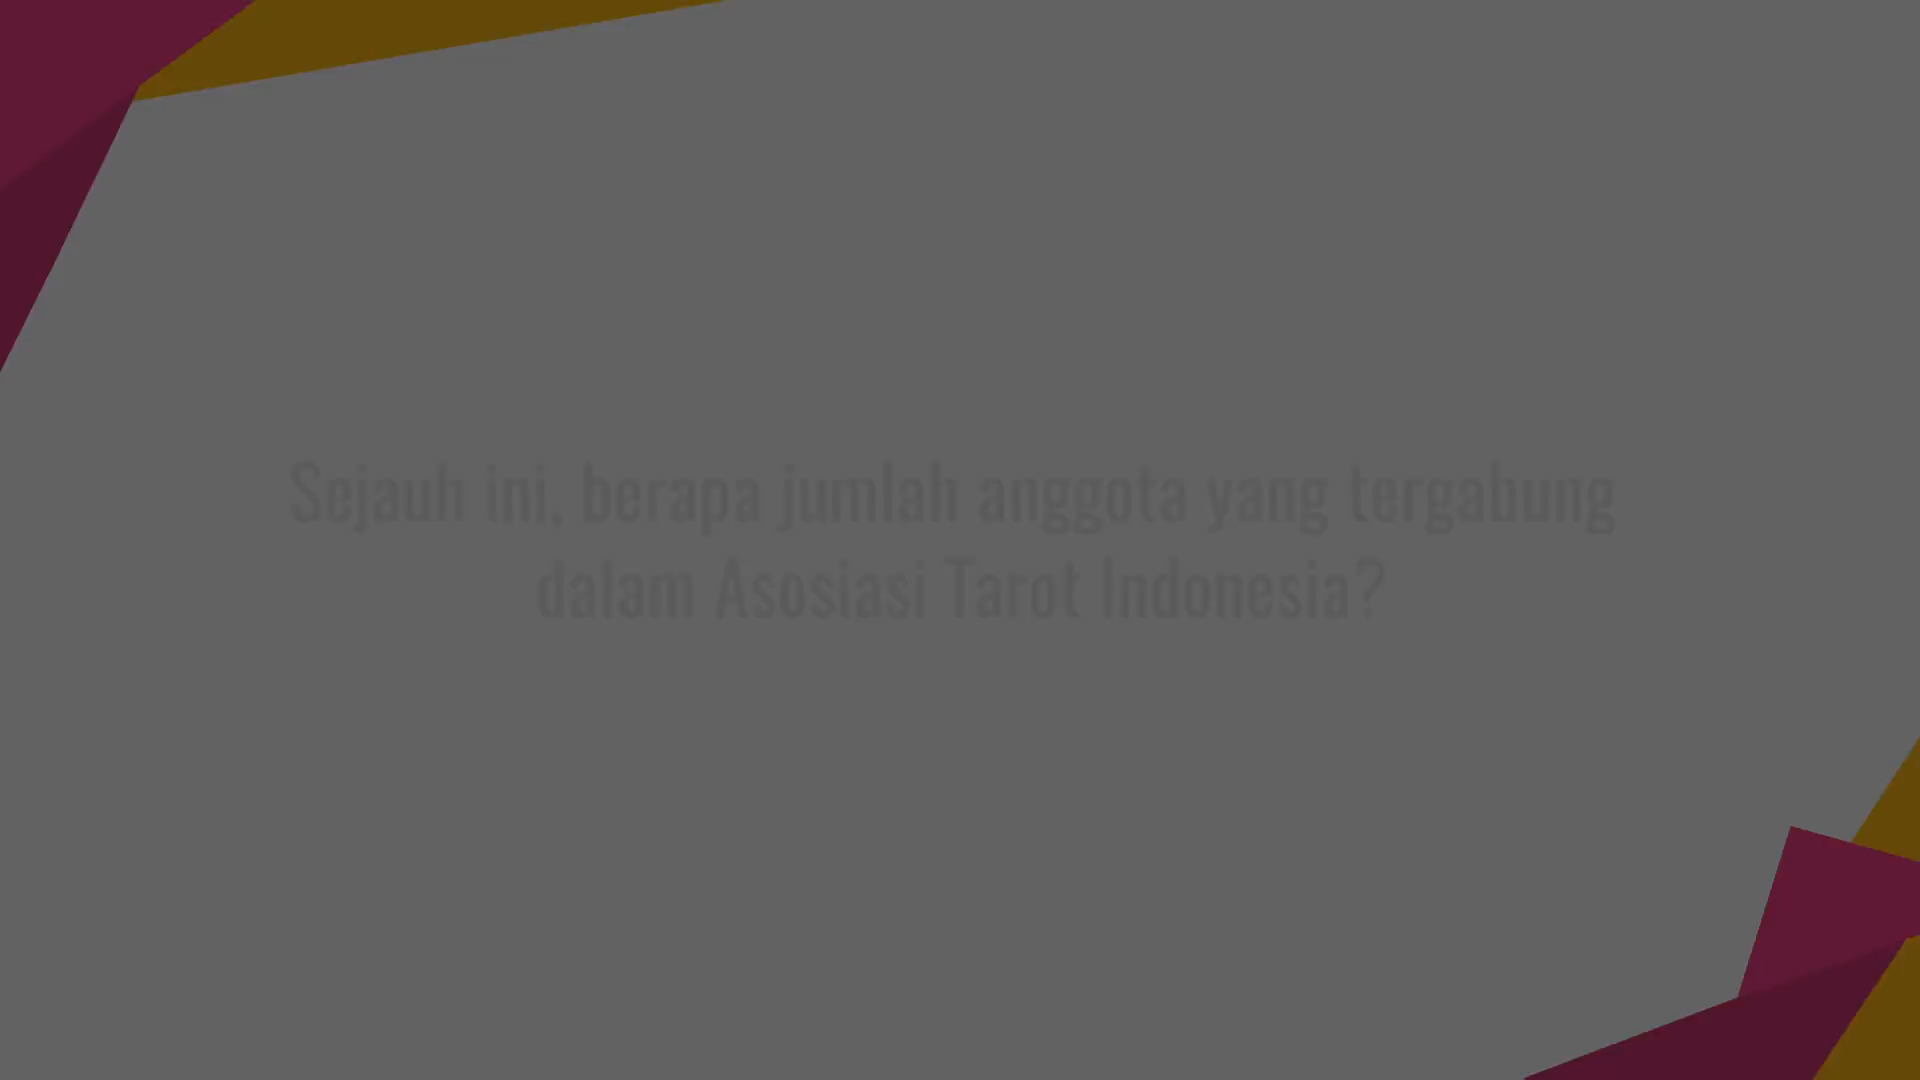 Sejauh ini, berapa jumlah anggota yang tergabung
dalam Asosiasi Tarot Indonesia?